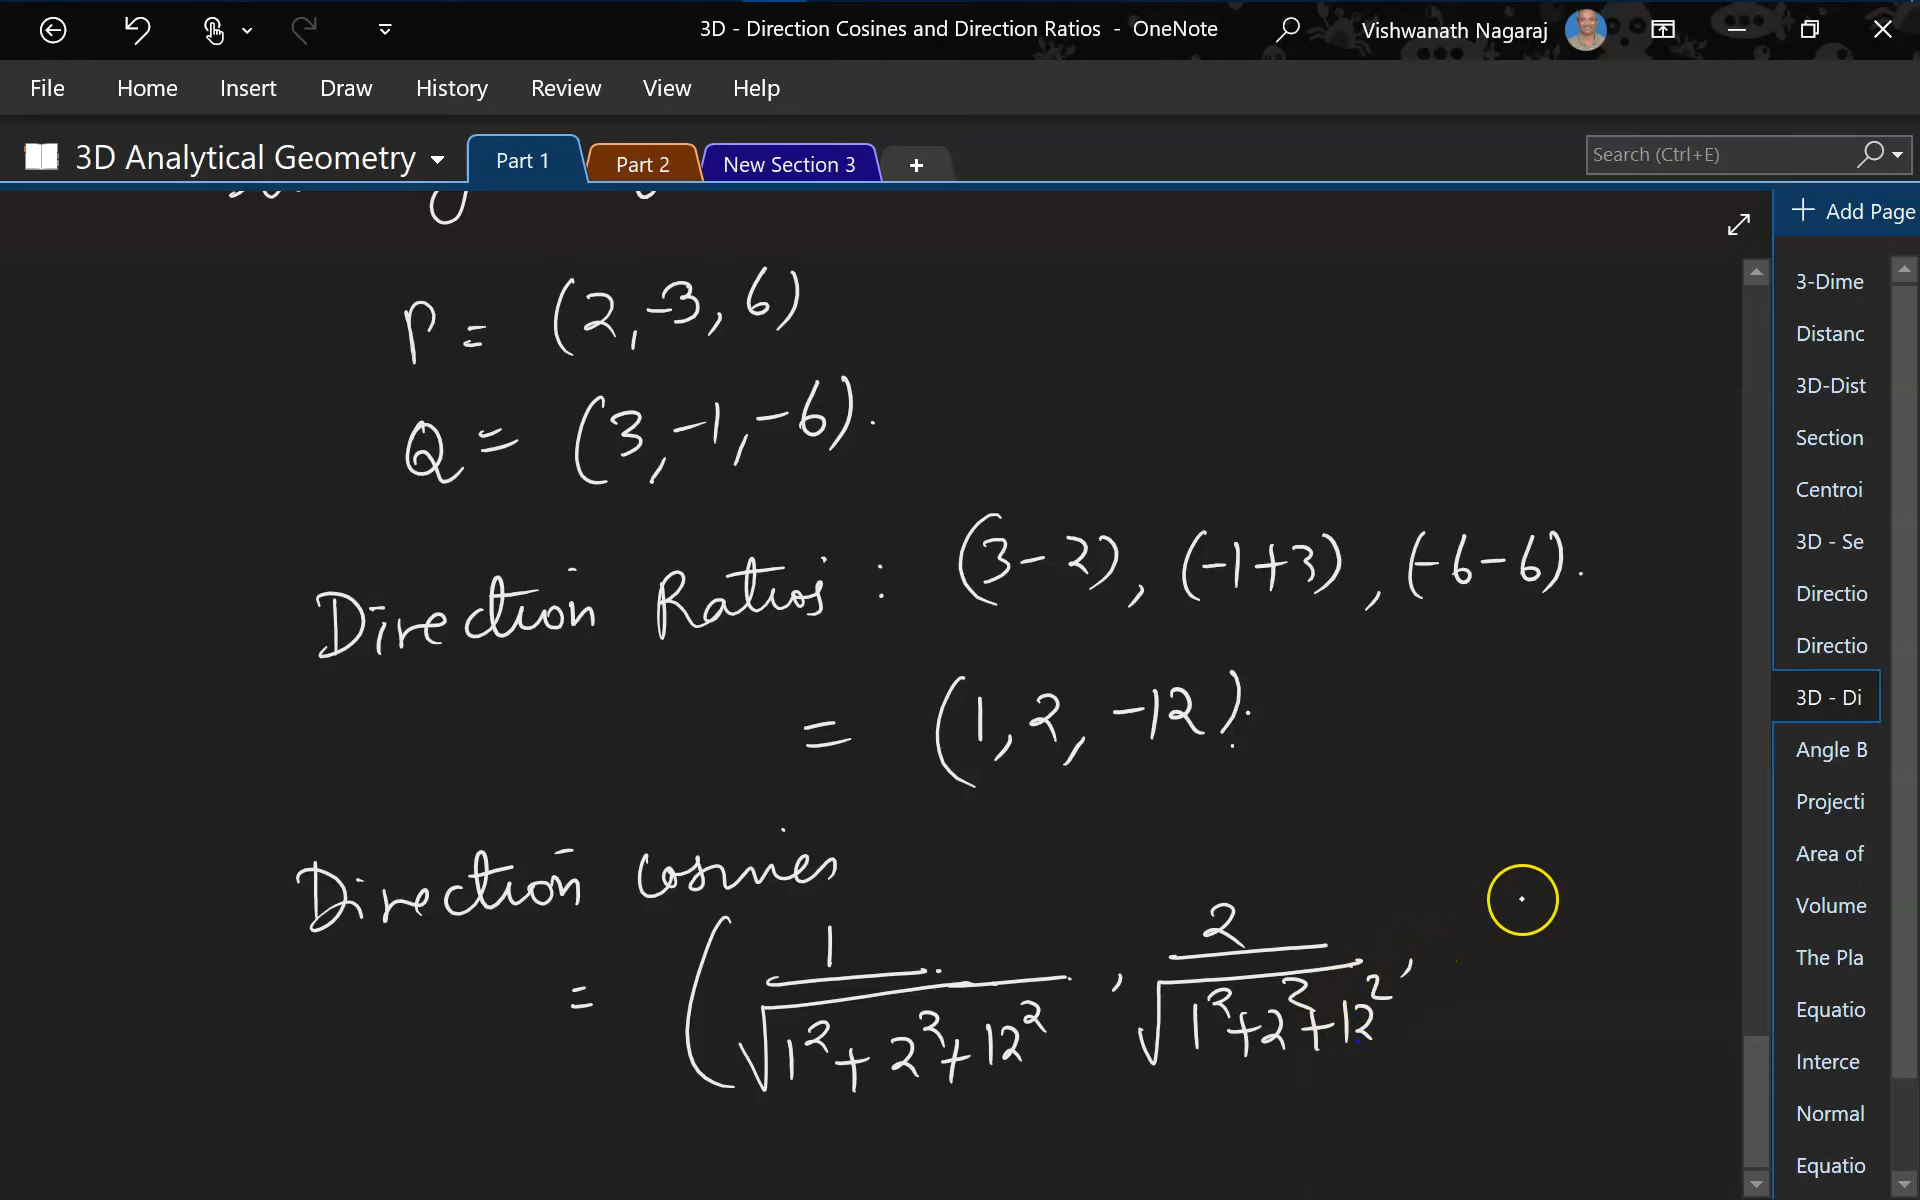 3D - Direction Cosines and Direction Ratios - OneNote
Vishwanath Nagaraj
File Home Insert Draw History Review View Help
3D Analytical Geometry Part 1 Part 2 New Section 3 +
Search (Ctrl+E)
+ Add Page
3-Dime
Distanc
3D-Dist
Section
Centroi
3D - Se
Directio
Directio
3D - Di
Angle B
Projecti
Area of
Volume
The Pla
Equatio
Interce
Normal
Equatio
P = (2, -3, 6)
Q = (3, -1, -6).
Direction Ratios : (3-2), (-1+3), (-6-6).
= (1, 2, -12).
Direction cosines
= ( 1/√(1²+2²+12²) , 2/√(1²+2²+12²) ,